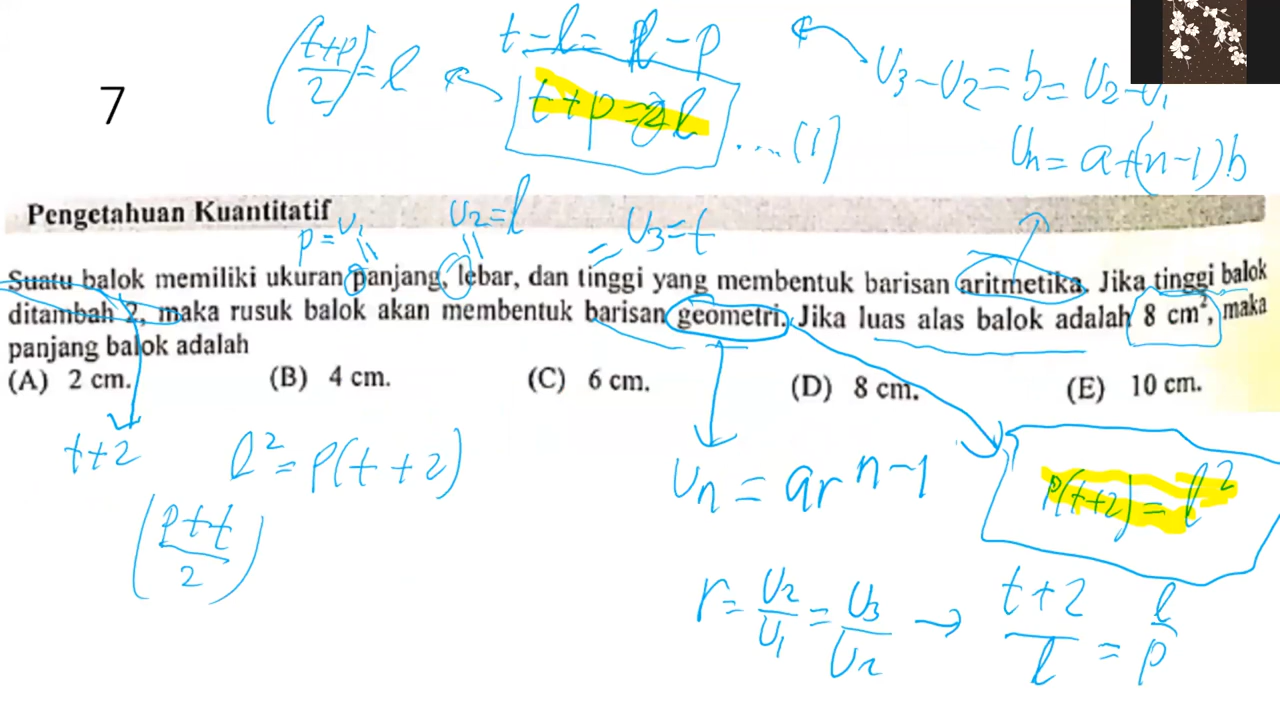 (t+p/2) = l
t - l = l - p
U3 - U2 = b = U2 - U1
7
t + p = 2l
....(1)
Un = a + (n-1)b
Pengetahuan Kuantitatif
p = U1
U2 = l
= U3 = t
Suatu balok memiliki ukuran panjang, lebar, dan tinggi yang membentuk barisan aritmetika. Jika tinggi balok
ditambah 2, maka rusuk balok akan membentuk barisan geometri. Jika luas alas balok adalah 8 cm², maka
panjang balok adalah
(A) 2 cm. (B) 4 cm. (C) 6 cm. (D) 8 cm. (E) 10 cm.
t+2
l² = p(t+2)
Un = ar^n-1
p(t+2) = l²
(p+t/2)
r = U2/U1 = U3/U2 → t+2/l = l/p